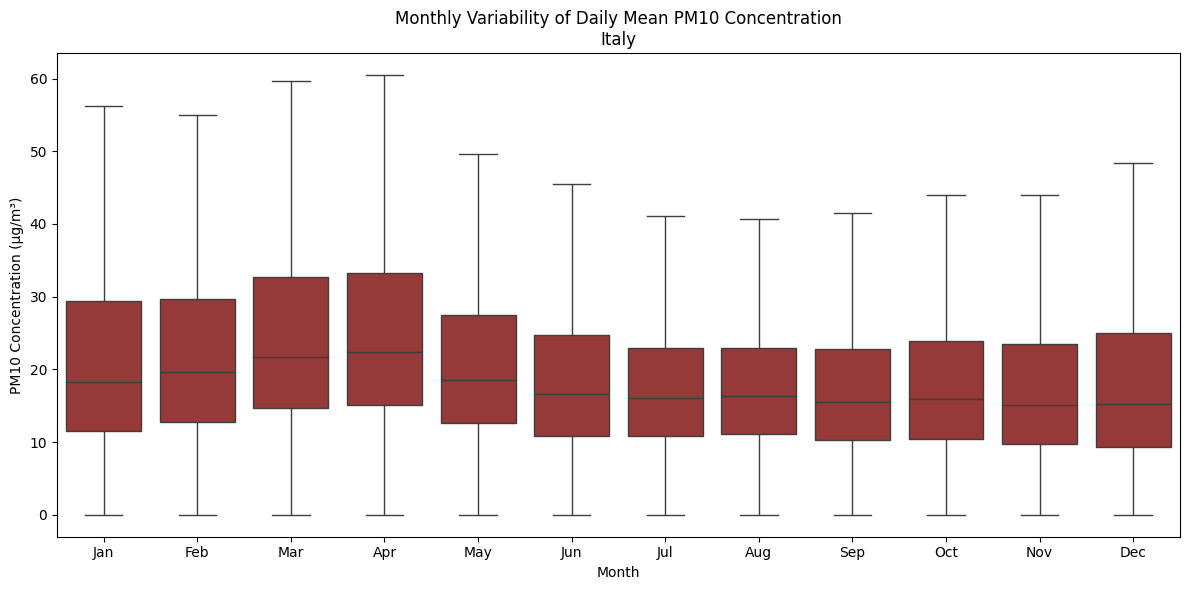 Monthly Variability of Daily Mean PM10 Concentration
Italy
PM10 Concentration (µg/m³)
60
50
40
30
20
10
0
Jan Feb Mar Apr May Jun Jul Aug Sep Oct Nov Dec
Month